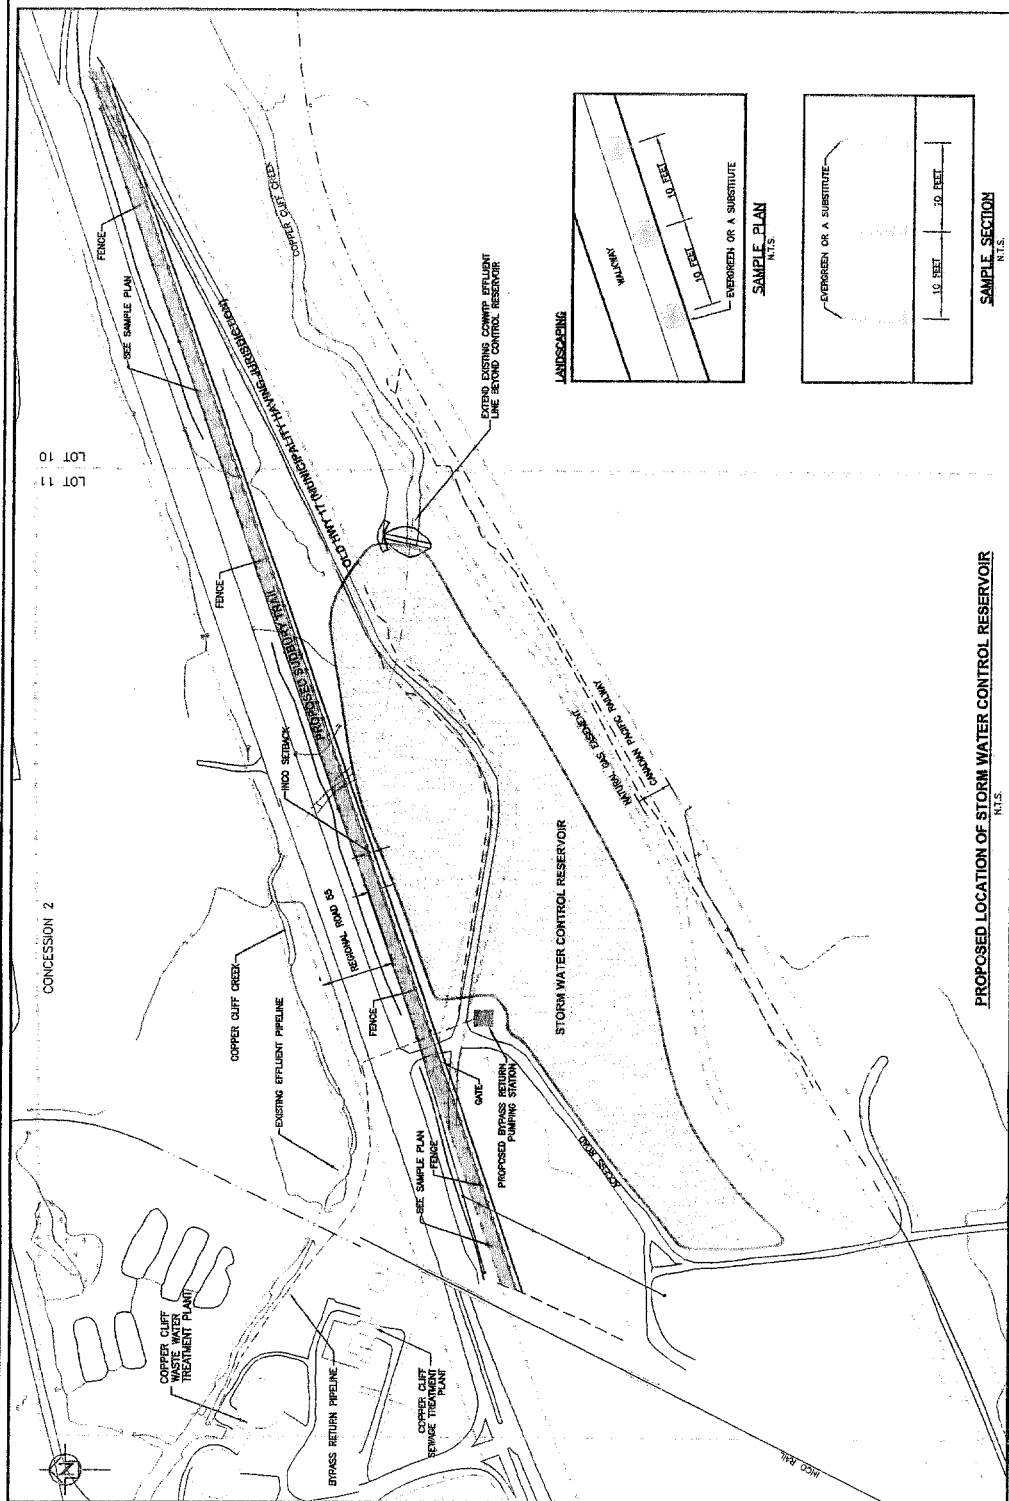 CONCESSION 2
LOT 11
LOT 10
COPPER CLIFF
WASTE WATER
TREATMENT PLANT
BYPASS RETURN PIPELINE
COPPER CLIFF
SEWAGE TREATMENT
PLANT
EXISTING EFFLUENT PIPELINE
COPPER CLIFF CREEK
REGIONAL ROAD 55
SEE SAMPLE PLAN
FENCE
GATE
PROPOSED BYPASS RETURN
PUMPING STATION
FENCE
INCO SETBACK
PROPOSED SUDBURY TRAIL
FENCE
SEE SAMPLE PLAN
FENCE
OLD HWY 17 (MUNICIPALITY HAVING JURISDICTION)
COPPER CLIFF CREEK
EXTEND EXISTING CCWWTP EFFLUENT
LINE BEYOND CONTROL RESERVOIR
STORM WATER CONTROL RESERVOIR
ACCESS ROAD
NATURAL GAS EASEMENT
CANADIAN PACIFIC RAILWAY
INCO RAIL
LANDSCAPING
WALKWAY
10 FEET
10 FEET
EVERGREEN OR A SUBSTITUTE
SAMPLE PLAN
N.T.S.
EVERGREEN OR A SUBSTITUTE
10 FEET
10 FEET
SAMPLE SECTION
N.T.S.
PROPOSED LOCATION OF STORM WATER CONTROL RESERVOIR
N.T.S.